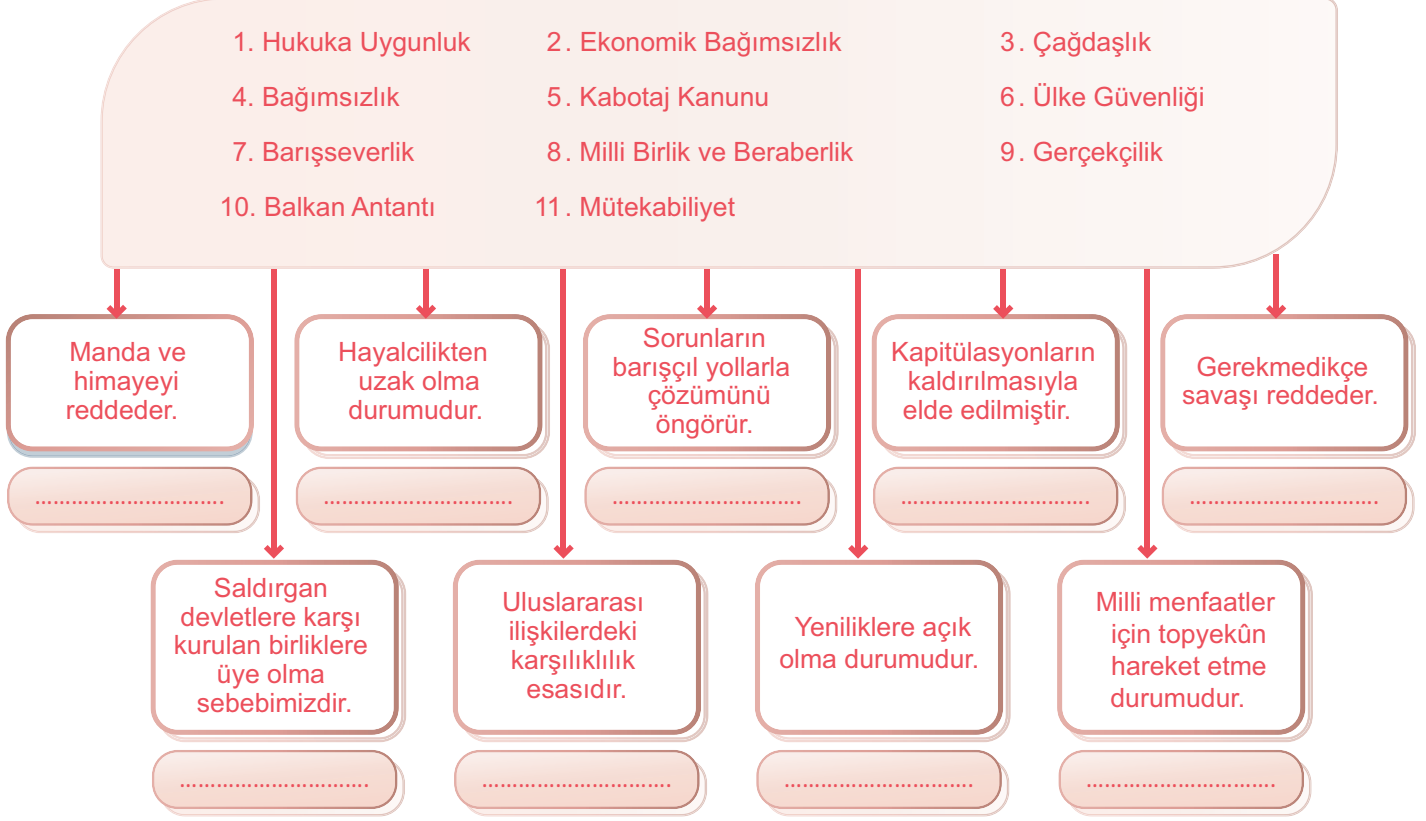 1. Hukuka Uygunluk 2. Ekonomik Bağımsızlık 3. Çağdaşlık
4. Bağımsızlık 5. Kabotaj Kanunu 6. Ülke Güvenliği
7. Barışseverlik 8. Milli Birlik ve Beraberlik 9. Gerçekçilik
10. Balkan Antantı 11. Mütekabiliyet
Manda ve
himayeyi
reddeder.
Hayalcilikten
uzak olma
durumudur.
Sorunların
barışçıl yollarla
çözümünü
öngörür.
Kapitülasyonların
kaldırılmasıyla
elde edilmiştir.
Gerekmedikçe
savaşı reddeder.
..............................
..............................
..............................
..............................
..............................
Saldırgan
devletlere karşı
kurulan birliklere
üye olma
sebebimizdir.
Uluslararası
ilişkilerdeki
karşılıklılık
esasıdır.
Yeniliklere açık
olma durumudur.
Milli menfaatler
için topyekûn
hareket etme
durumudur.
..............................
..............................
..............................
..............................